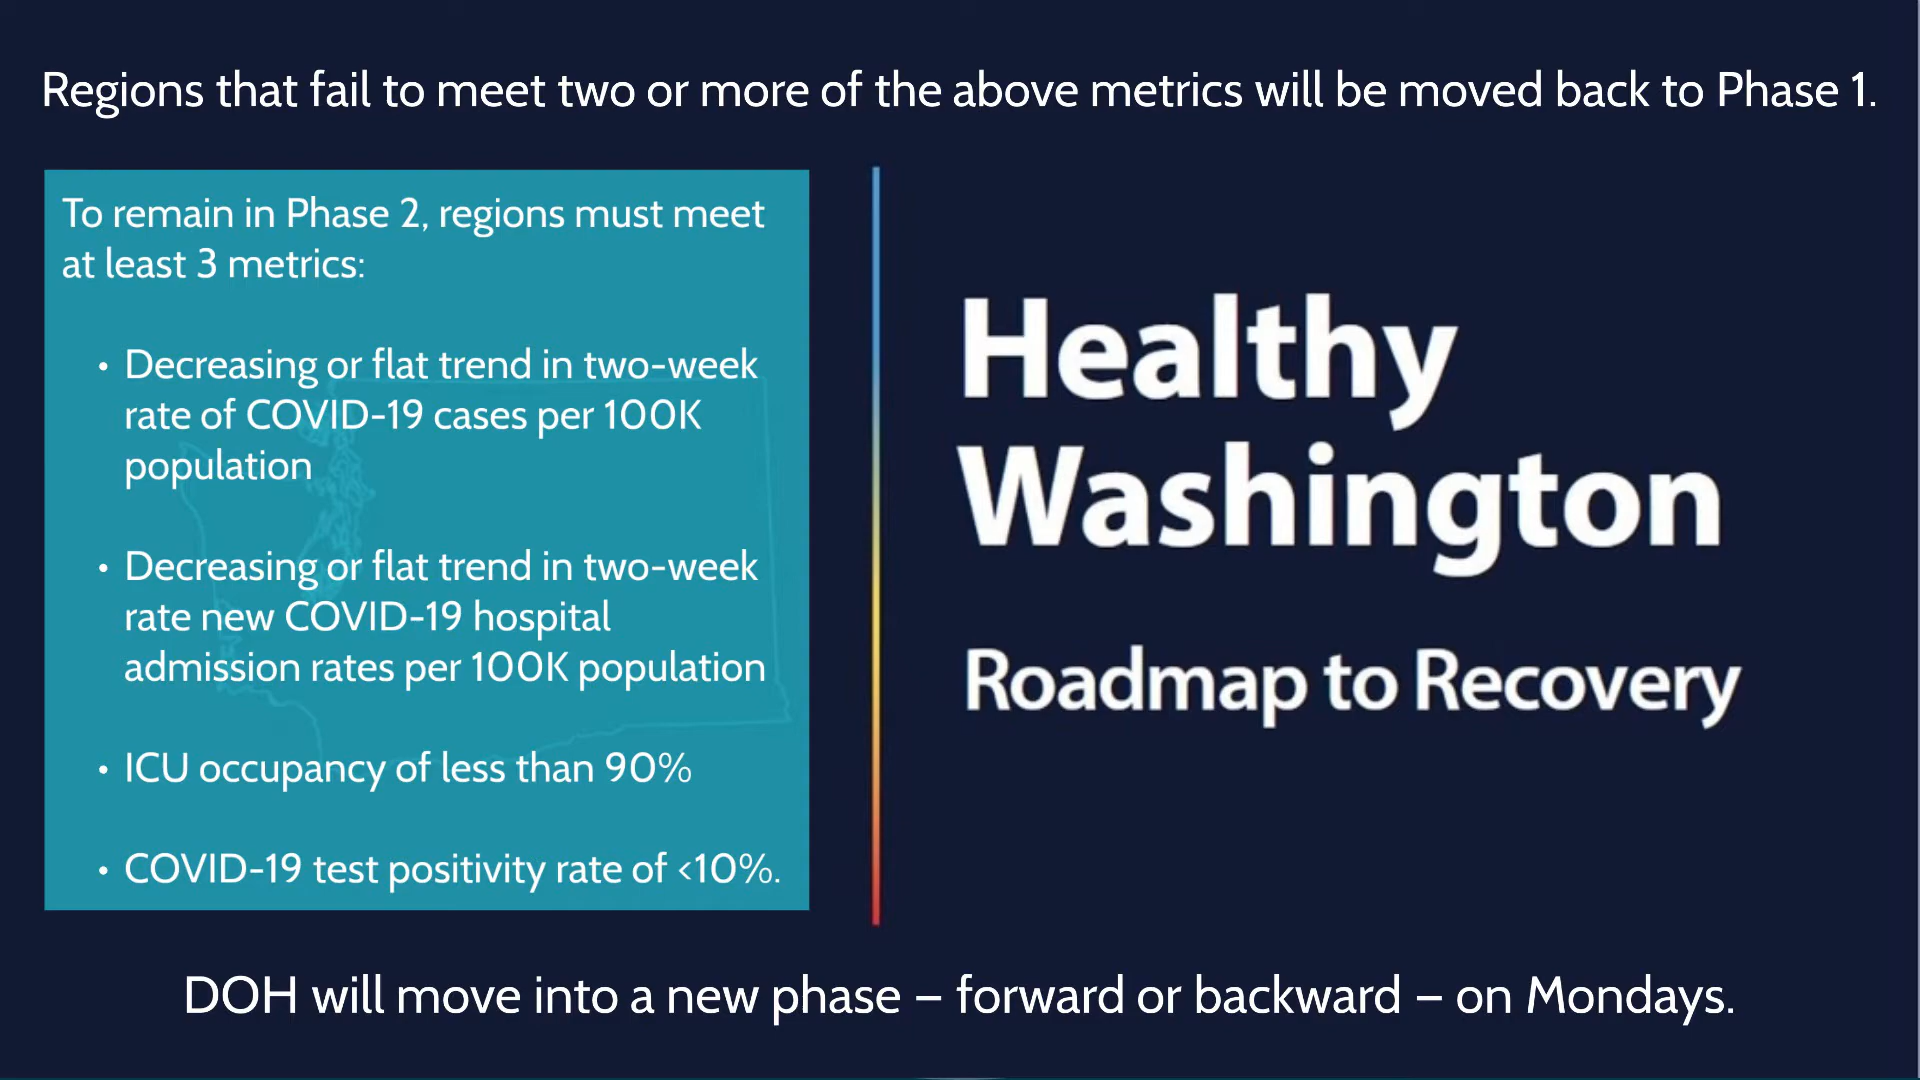 Regions that fail to meet two or more of the above metrics will be moved back to Phase 1.
To remain in Phase 2, regions must meet
at least 3 metrics:
• Decreasing or flat trend in two-week
rate of COVID-19 cases per 100K
population
• Decreasing or flat trend in two-week
rate new COVID-19 hospital
admission rates per 100K population
• ICU occupancy of less than 90%
• COVID-19 test positivity rate of <10%.
Healthy
Washington
Roadmap to Recovery
DOH will move into a new phase – forward or backward – on Mondays.